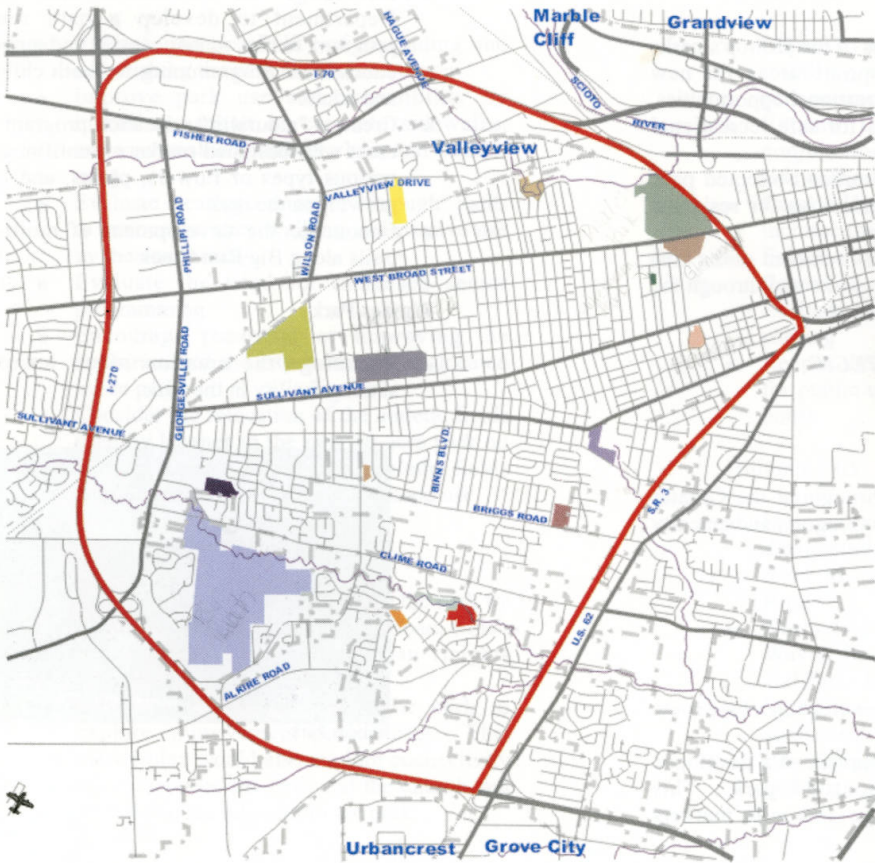 Marble
Cliff
Grandview
HAGUE AVENUE
I-70
SCIOTO
RIVER
FISHER ROAD
Valleyview
VALLEYVIEW DRIVE
PHILLIPI ROAD
WILSON ROAD
WEST BROAD STREET
GEORGESVILLE ROAD
I-270
SULLIVANT AVENUE
SULLIVANT AVENUE
BINNS BLVD.
BRIGGS ROAD
S.R. 3
CLIME ROAD
U.S. 62
ALKIRE ROAD
Urbancrest
Grove City